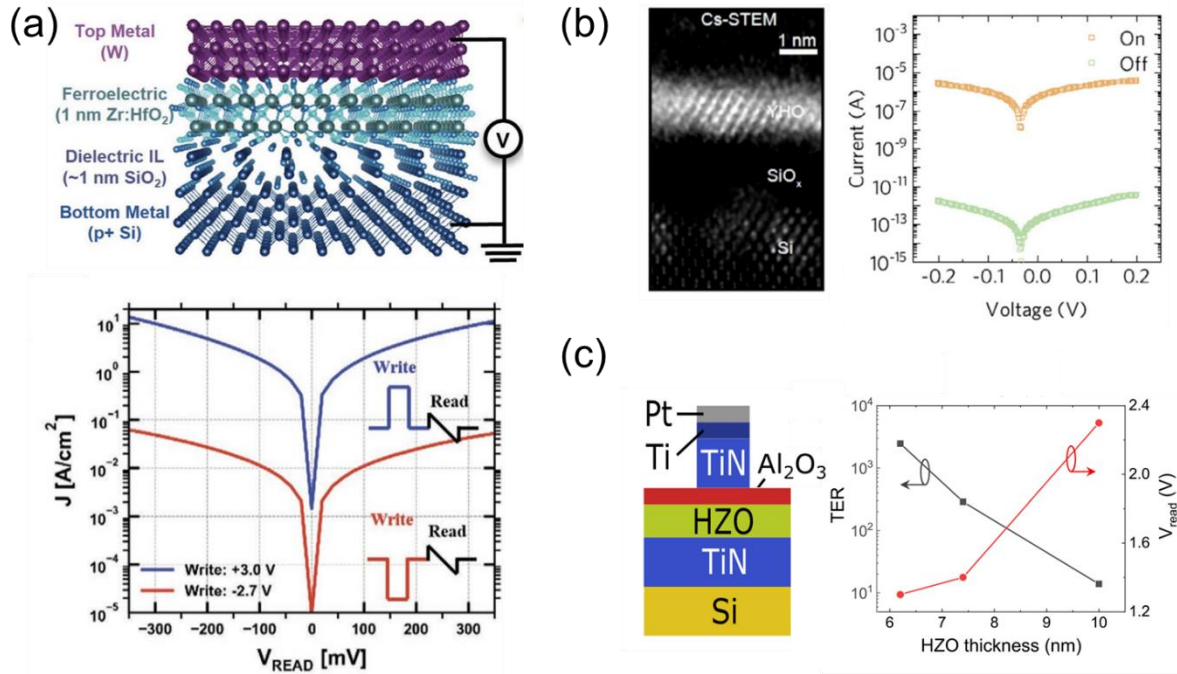 (a)
Top Metal
(W)
Ferroelectric
(1 nm Zr:HfO₂)
Dielectric IL
(~1 nm SiO₂)
Bottom Metal
(p+ Si)
V
J [A/cm²]
10¹
10⁰
10⁻¹
10⁻²
10⁻³
10⁻⁴
10⁻⁵
Write
Read
Write
Read
Write: +3.0 V
Write: -2.7 V
−300 −200 −100 0 100 200 300
V_READ [mV]
(b)
Cs-STEM
1 nm
YHO
SiOₓ
Si
Current (A)
10⁻³
10⁻⁵
10⁻⁷
10⁻⁹
10⁻¹¹
10⁻¹³
10⁻¹⁵
On
Off
-0.2 -0.1 0.0 0.1 0.2
Voltage (V)
(c)
Pt
Ti
TiN
Al₂O₃
HZO
TiN
Si
TER
10⁴
10³
10²
10¹
2.4
2.0
1.6
1.2
V_read (V)
6 7 8 9 10
HZO thickness (nm)